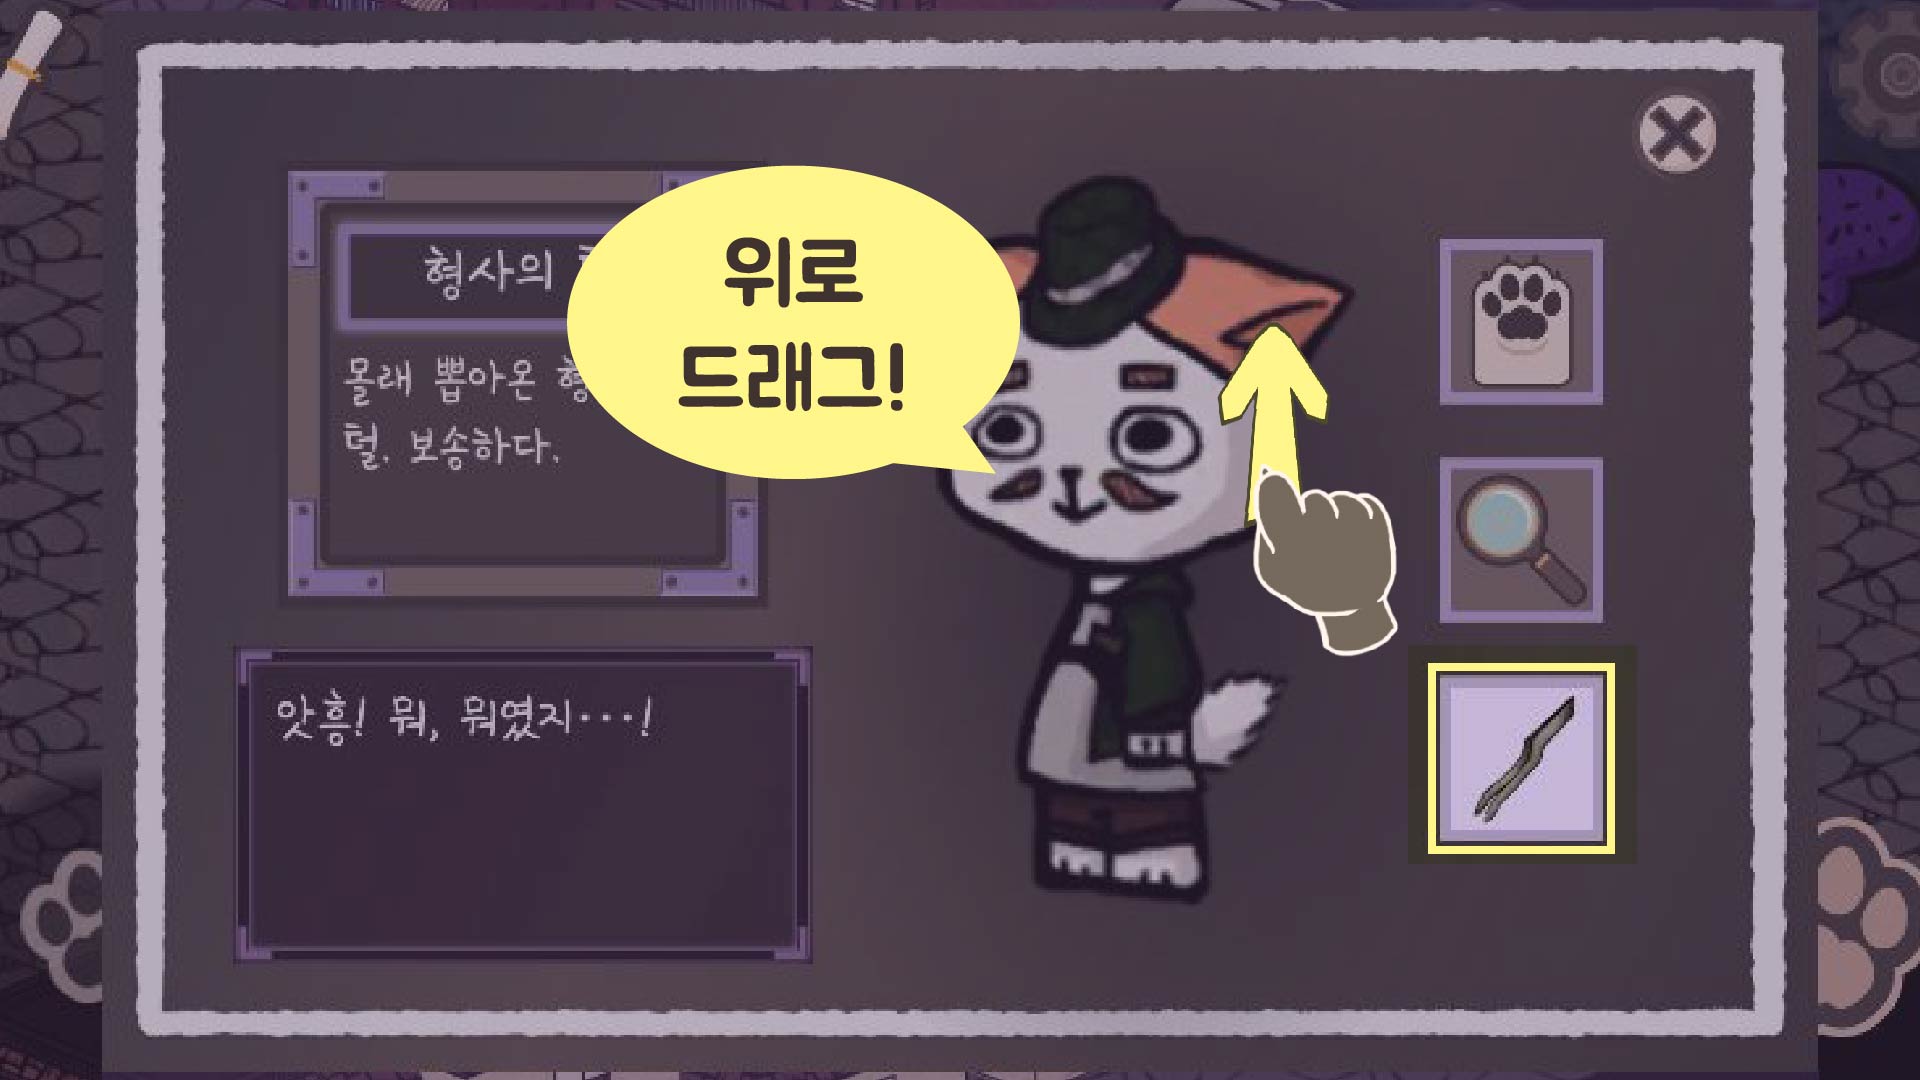 형사의
몰래 뽑아온
털. 보송하다.
위로
드래그!
앗흥! 뭐, 뭐였지···!